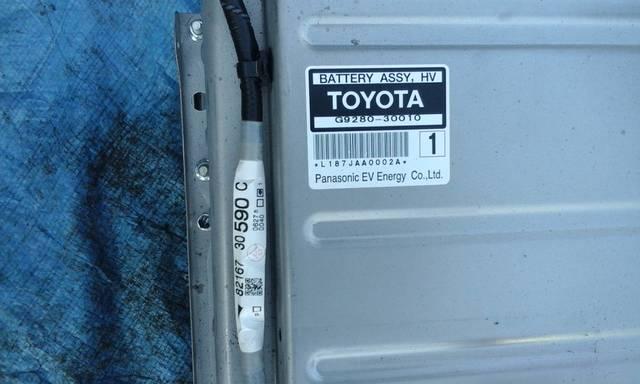 BATTERY ASSY, HV
TOYOTA
G9280-30010
*L187JAA0002A*
1
Panasonic EV Energy Co.,Ltd.
82167 30590 C